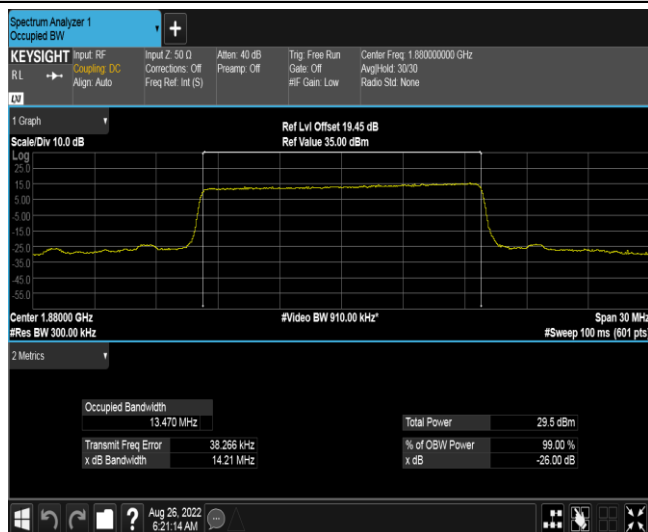 Spectrum Analyzer 1
Occupied BW
+
KEYSIGHT
RL
LXI
Input: RF
Coupling: DC
Align: Auto
Input Z: 50 Ω
Corrections: Off
Freq Ref: Int (S)
Atten: 40 dB
Preamp: Off
Trig: Free Run
Gate: Off
#IF Gain: Low
Center Freq: 1.880000000 GHz
Avg|Hold: 30/30
Radio Std: None
1 Graph
Scale/Div 10.0 dB
Ref Lvl Offset 19.45 dB
Ref Value 35.00 dBm
Log
25.0
15.0
5.00
-5.00
-15.0
-25.0
-35.0
-45.0
-55.0
Center 1.88000 GHz
#Res BW 300.00 kHz
#Video BW 910.00 kHz*
Span 30 MHz
#Sweep 100 ms (601 pts)
2 Metrics
Occupied Bandwidth
13.470 MHz
Transmit Freq Error 38.266 kHz
x dB Bandwidth 14.21 MHz
Total Power 29.5 dBm
% of OBW Power 99.00 %
x dB -26.00 dB
?
Aug 26, 2022
6:21:14 AM